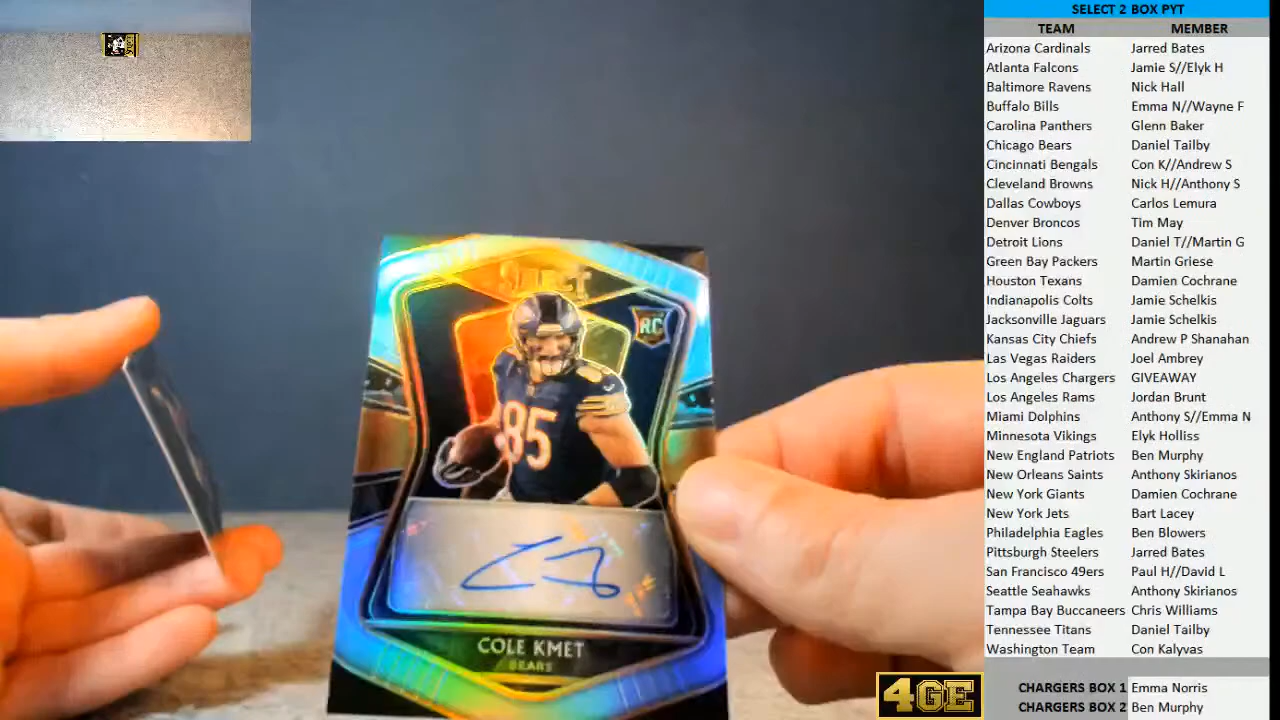 SELECT 2 BOX PYT
TEAM MEMBER
Arizona Cardinals Jarred Bates
Atlanta Falcons Jamie S//Elyk H
Baltimore Ravens Nick Hall
Buffalo Bills Emma N//Wayne F
Carolina Panthers Glenn Baker
Chicago Bears Daniel Tailby
Cincinnati Bengals Con K//Andrew S
Cleveland Browns Nick H//Anthony S
Dallas Cowboys Carlos Lemura
Denver Broncos Tim May
Detroit Lions Daniel T//Martin G
Green Bay Packers Martin Griese
Houston Texans Damien Cochrane
Indianapolis Colts Jamie Schelkis
Jacksonville Jaguars Jamie Schelkis
Kansas City Chiefs Andrew P Shanahan
Las Vegas Raiders Joel Ambrey
Los Angeles Chargers GIVEAWAY
Los Angeles Rams Jordan Brunt
Miami Dolphins Anthony S//Emma N
Minnesota Vikings Elyk Holliss
New England Patriots Ben Murphy
New Orleans Saints Anthony Skirianos
New York Giants Damien Cochrane
New York Jets Bart Lacey
Philadelphia Eagles Ben Blowers
Pittsburgh Steelers Jarred Bates
San Francisco 49ers Paul H//David L
Seattle Seahawks Anthony Skirianos
Tampa Bay Buccaneers Chris Williams
Tennessee Titans Daniel Tailby
Washington Team Con Kalyvas
CHARGERS BOX 1 Emma Norris
CHARGERS BOX 2 Ben Murphy
SELECT
RC
85
COLE KMET
BEARS
4GE